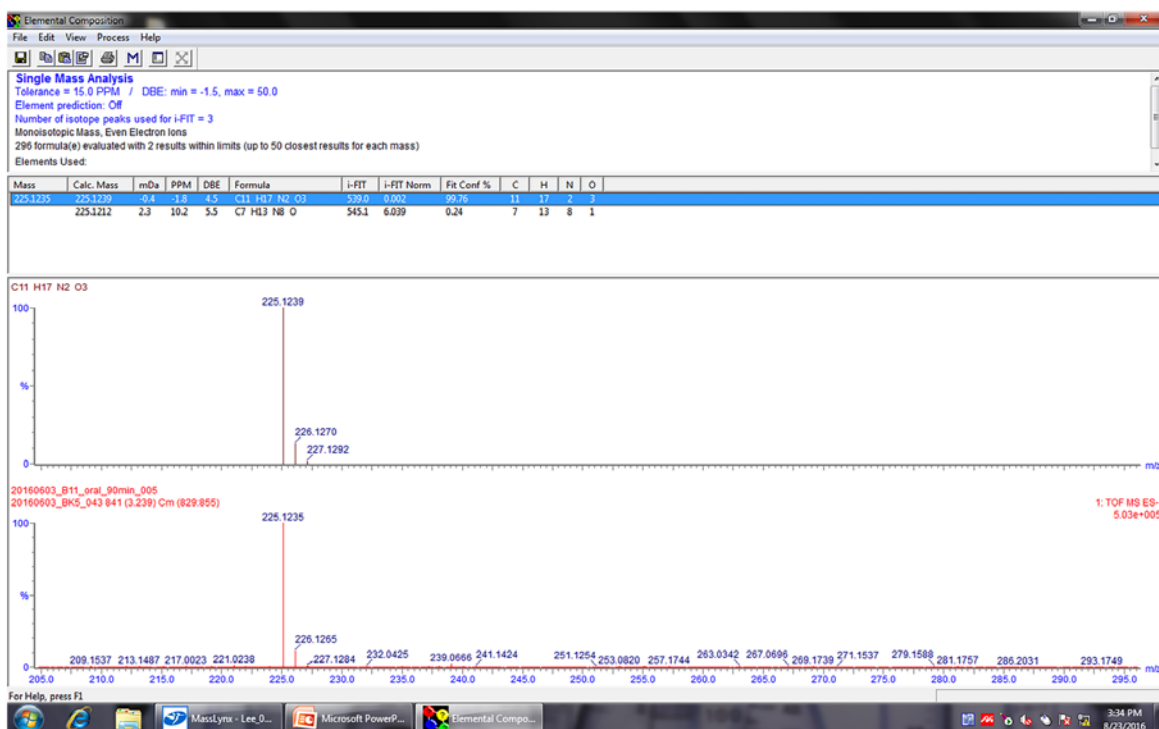 Elemental Composition
File Edit View Process Help
M
Single Mass Analysis
Tolerance = 15.0 PPM / DBE: min = -1.5, max = 50.0
Element prediction: Off
Number of isotope peaks used for i-FIT = 3
Monoisotopic Mass, Even Electron Ions
296 formula(e) evaluated with 2 results within limits (up to 50 closest results for each mass)
Elements Used:
Mass Calc. Mass mDa PPM DBE Formula i-FIT i-FIT Norm Fit Conf % C H N O
225.1235 225.1239 -0.4 -1.8 4.5 C11 H17 N2 O3 539.0 0.002 99.76 11 17 2 3
225.1212 2.3 10.2 5.5 C7 H13 N8 O 545.1 6.039 0.24 7 13 8 1
C11 H17 N2 O3
100
225.1239
%
226.1270
227.1292
0
m/z
20160603_B11_oral_90min_005
20160603_BK5_043 841 (3.239) Cm (829:855)
1: TOF MS ES-
5.03e+005
100
225.1235
%
226.1265
209.1537 213.1487 217.0023 221.0238 227.1284 232.0425 239.0666 241.1424 251.1254 253.0820 257.1744 263.0342 267.0696 269.1739 271.1537 279.1588 281.1757 286.2031 293.1749
0
m/z
205.0 210.0 215.0 220.0 225.0 230.0 235.0 240.0 245.0 250.0 255.0 260.0 265.0 270.0 275.0 280.0 285.0 290.0 295.0
For Help, press F1
MassLynx - Lee_0... Microsoft PowerP... Elemental Compo...
3:34 PM
8/23/2016